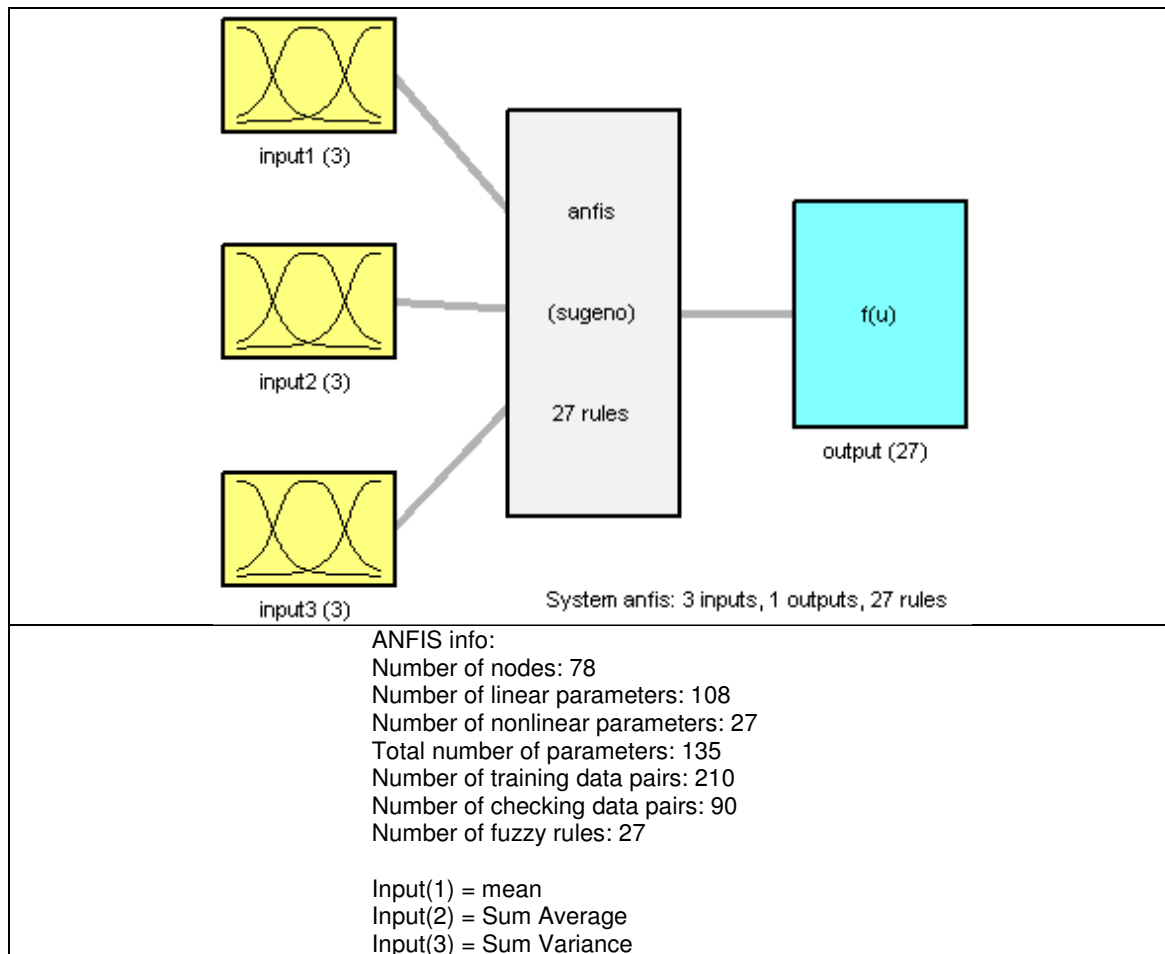 input1 (3)
anfis
input2 (3)
(sugeno)
f(u)
27 rules
output (27)
input3 (3)
System anfis: 3 inputs, 1 outputs, 27 rules
ANFIS info:
Number of nodes: 78
Number of linear parameters: 108
Number of nonlinear parameters: 27
Total number of parameters: 135
Number of training data pairs: 210
Number of checking data pairs: 90
Number of fuzzy rules: 27
Input(1) = mean
Input(2) = Sum Average
Input(3) = Sum Variance